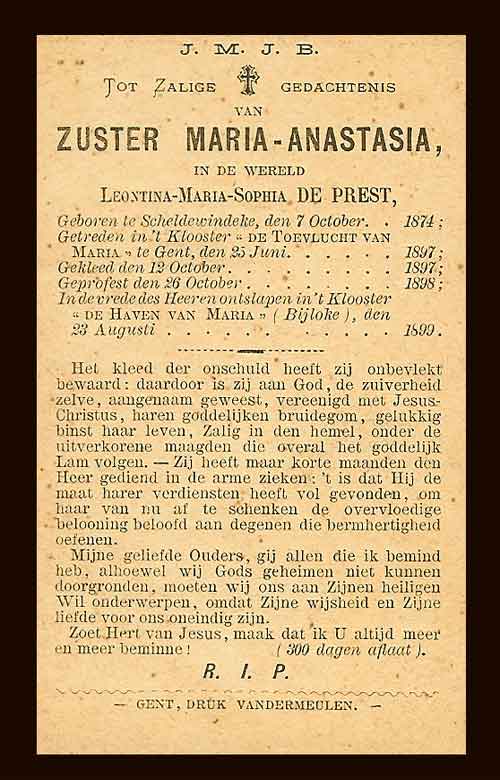 J. M. J. B.
Tot Zalige Gedachtenis
van
ZUSTER MARIA-ANASTASIA,
in de wereld
Leontina-Maria-Sophia DE PREST,
Geboren te Scheldewindeke, den 7 October. . 1874;
Getreden in 't Klooster « de Toevlucht van
Maria » te Gent, den 25 Juni. . . . . . . 1897;
Gekleed den 12 October. . . . . . . . . . 1897;
Geprofest den 26 October. . . . . . . . . 1898;
In de vrede des Heeren ontslapen in 't Klooster
« de Haven van Maria » (Bijloke), den
23 Augusti . . . . . . . . . . . . . 1899.
Het kleed der onschuld heeft zij onbevlekt
bewaard: daardoor is zij aan God, de zuiverheid
zelve, aangenaam geweest, vereenigd met Jesus-
Christus, haren goddelijken bruidegom, gelukkig
binst haar leven, Zalig in den hemel, onder de
uitverkorene maagden die overal het goddelijk
Lam volgen. — Zij heeft maar korte maanden den
Heer gediend in de arme zieken: 't is dat Hij de
maat harer verdiensten heeft vol gevonden, om
haar van nu af te schenken de overvloedige
belooning beloofd aan degenen die bermhertigheid
oefenen.
Mijne geliefde Ouders, gij allen die ik bemind
heb, alhoewel wij Gods geheimen niet kunnen
doorgronden, moeten wij ons aan Zijnen heiligen
Wil onderwerpen, omdat Zijne wijsheid en Zijne
liefde voor ons oneindig zijn.
Zoet Hert van Jesus, maak dat ik U altijd meer
en meer beminne! (300 dagen aflaat).
R. I. P.
— GENT, DRUK VANDERMEULEN. —